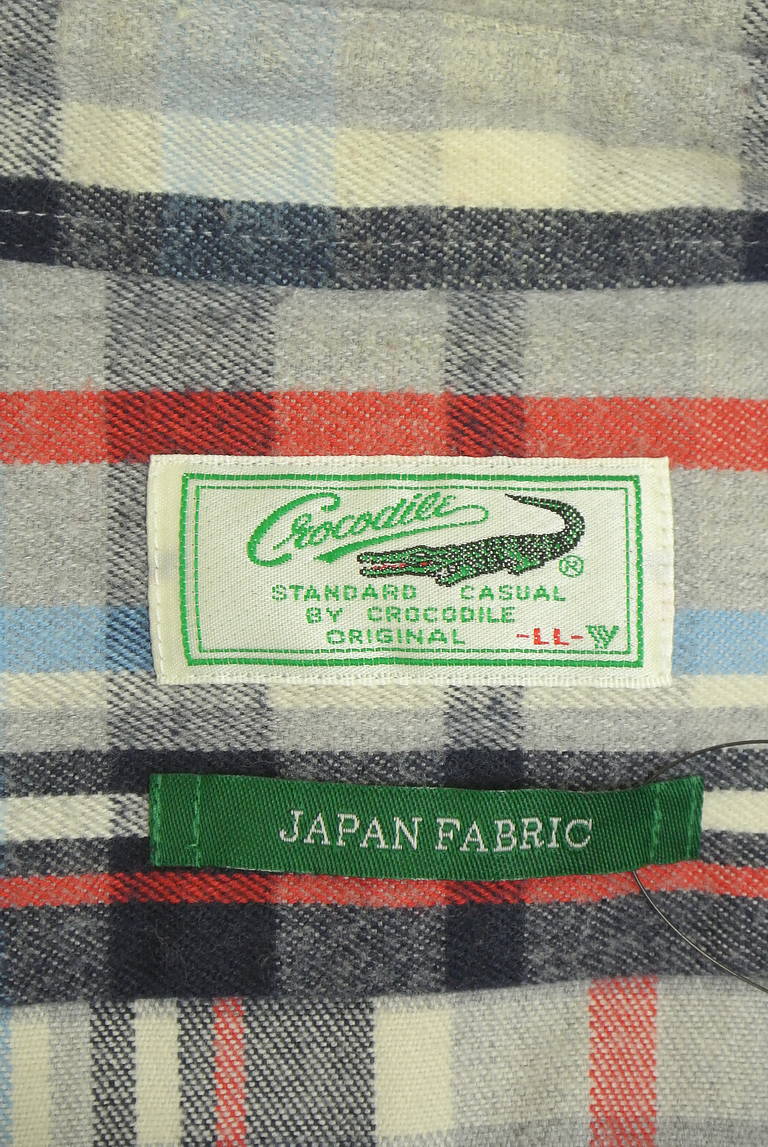 Crocodile
®
STANDARD CASUAL
BY CROCODILE
ORIGINAL -LL-
JAPAN FABRIC